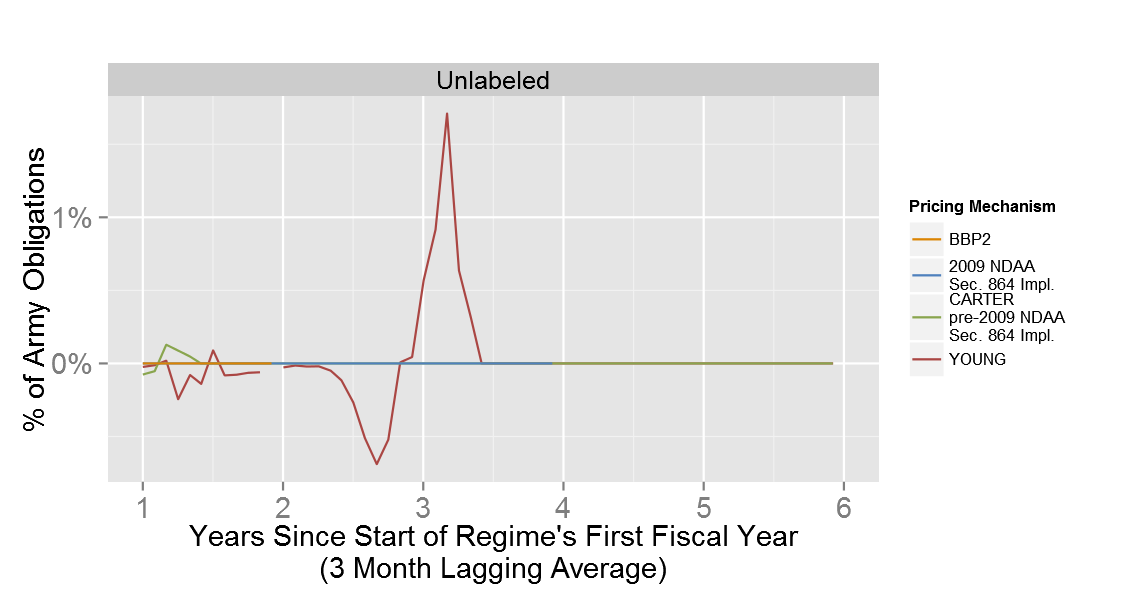 Unlabeled
% of Army Obligations
1%
0%
1 2 3 4 5 6
Years Since Start of Regime's First Fiscal Year
(3 Month Lagging Average)
Pricing Mechanism
BBP2
2009 NDAA
Sec. 864 Impl.
CARTER
pre-2009 NDAA
Sec. 864 Impl.
YOUNG